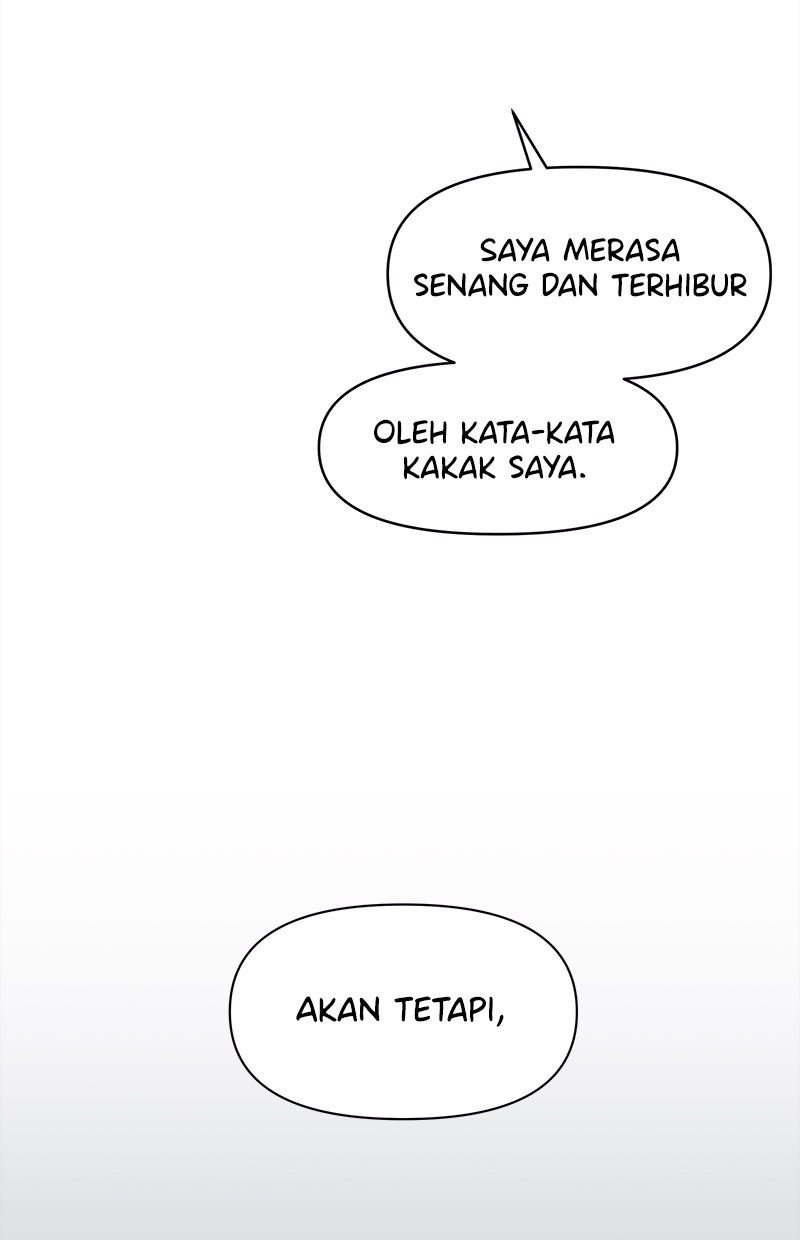 SAYA MERASA
SENANG DAN TERHIBUR
OLEH KATA-KATA
KAKAK SAYA.
AKAN TETAPI,